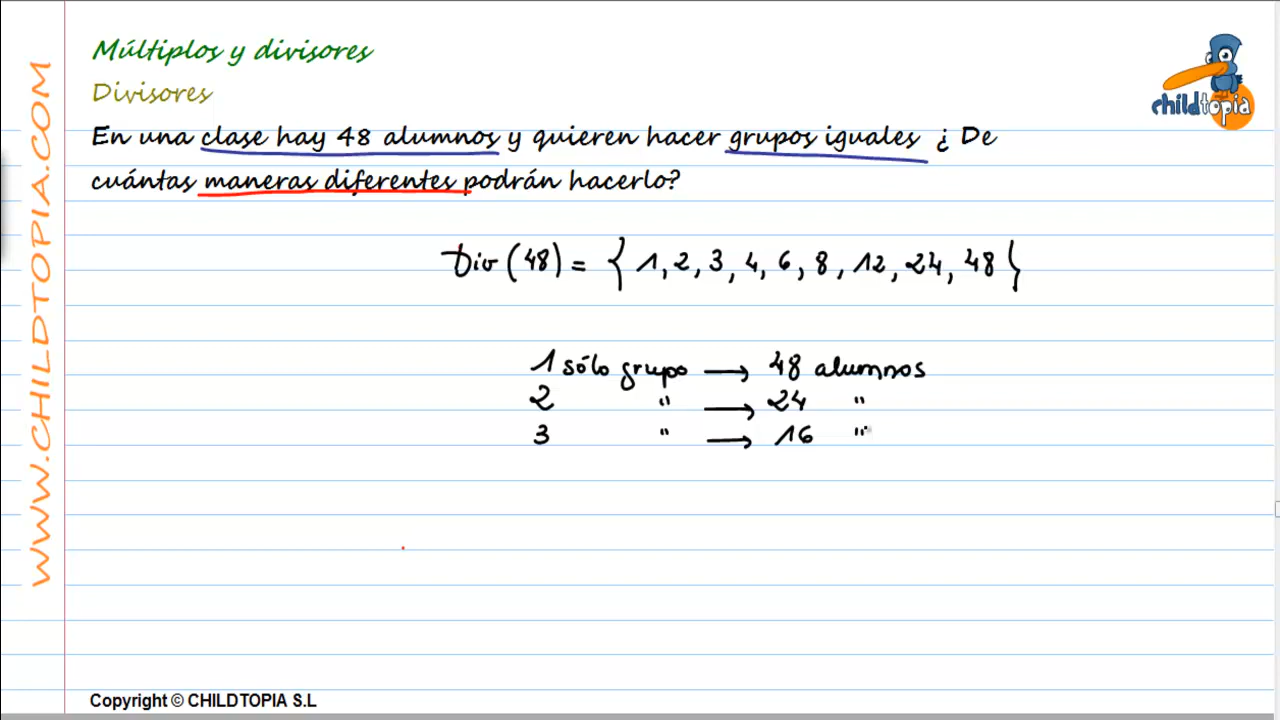 Múltiplos y divisores
Divisores
childtopia
En una clase hay 48 alumnos y quieren hacer grupos iguales ¿ De
cuántas maneras diferentes podrán hacerlo?
Div (48) = { 1, 2, 3, 4, 6, 8, 12, 24, 48 }
1 sólo grupo → 48 alumnos
2 " → 24 "
3 " → 16 "
WWW.CHILDTOPIA.COM
Copyright © CHILDTOPIA S.L